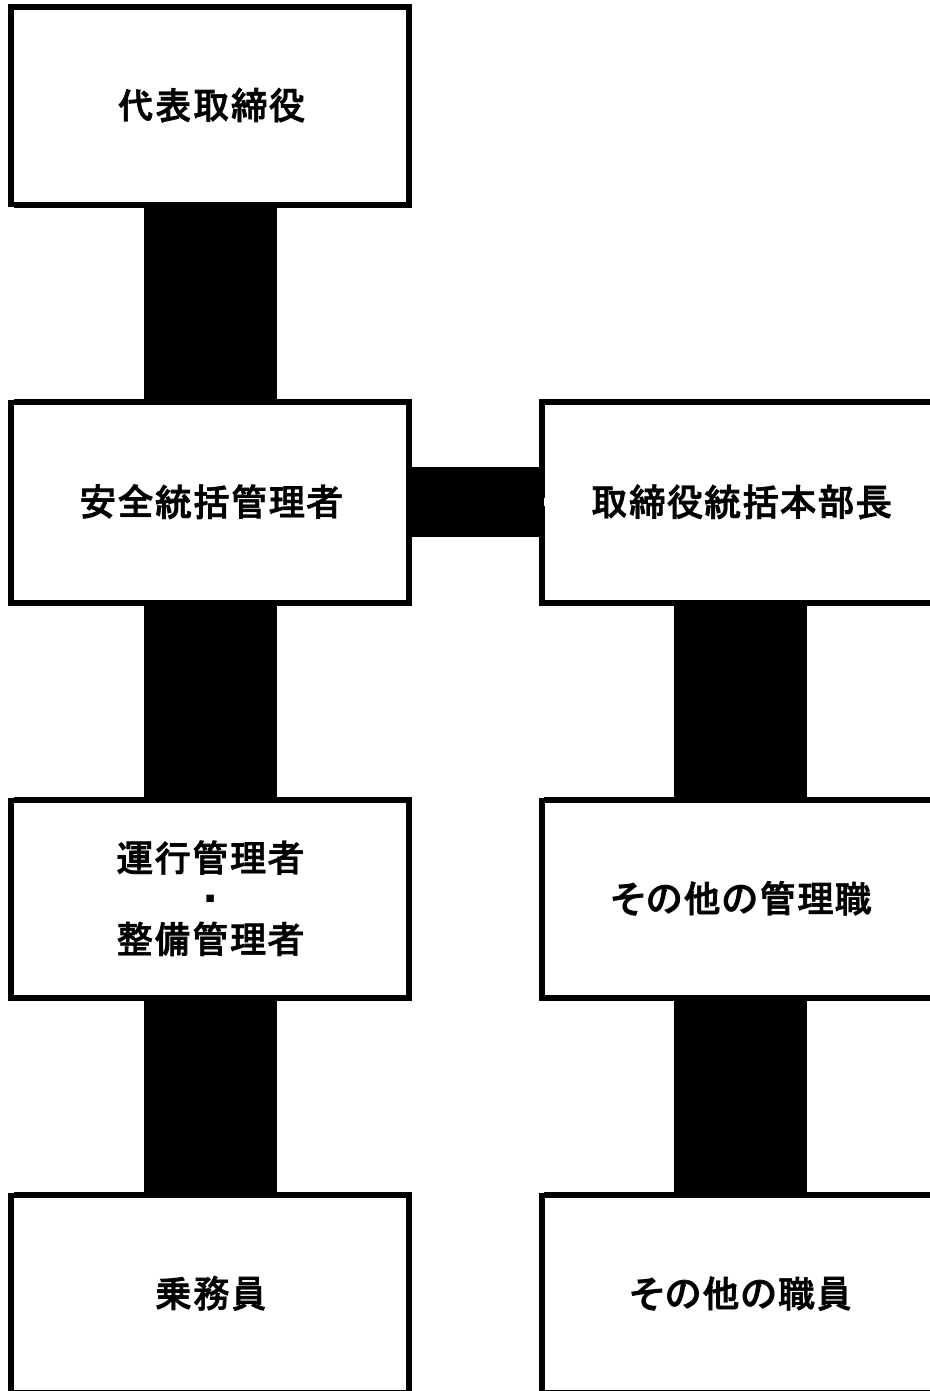 代表取締役
安全統括管理者
取締役統括本部長
運行管理者
・
整備管理者
その他の管理職
乗務員
その他の職員